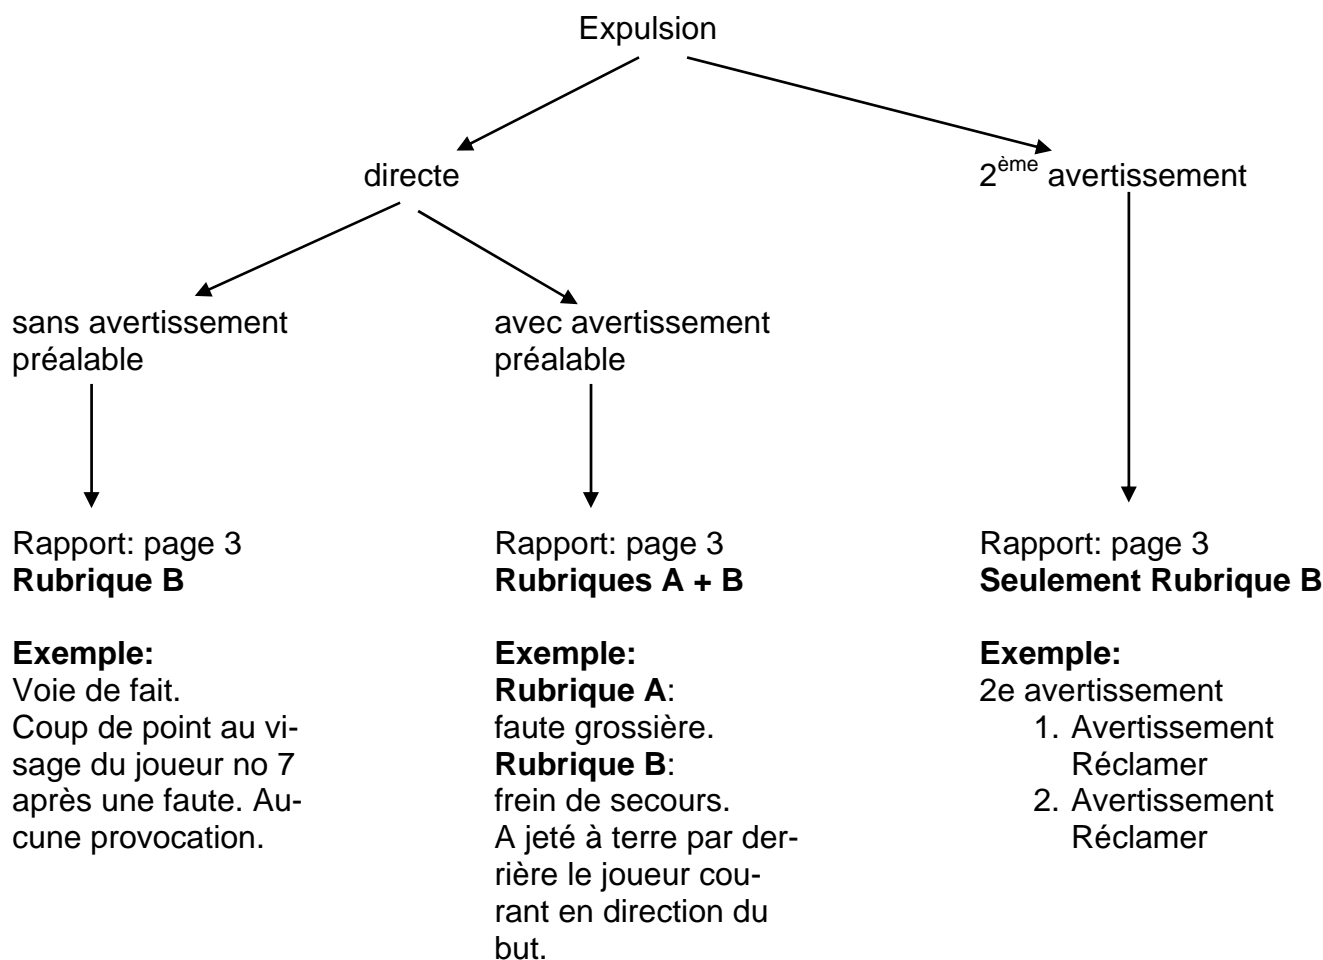 Expulsion
directe
2ème avertissement
sans avertissement
préalable
avec avertissement
préalable
Rapport: page 3
Rubrique B
Exemple:
Voie de fait.
Coup de point au vi-
sage du joueur no 7
après une faute. Au-
cune provocation.
Rapport: page 3
Rubriques A + B
Exemple:
Rubrique A:
faute grossière.
Rubrique B:
frein de secours.
A jeté à terre par der-
rière le joueur cou-
rant en direction du
but.
Rapport: page 3
Seulement Rubrique B
Exemple:
2e avertissement
1. Avertissement
Réclamer
2. Avertissement
Réclamer